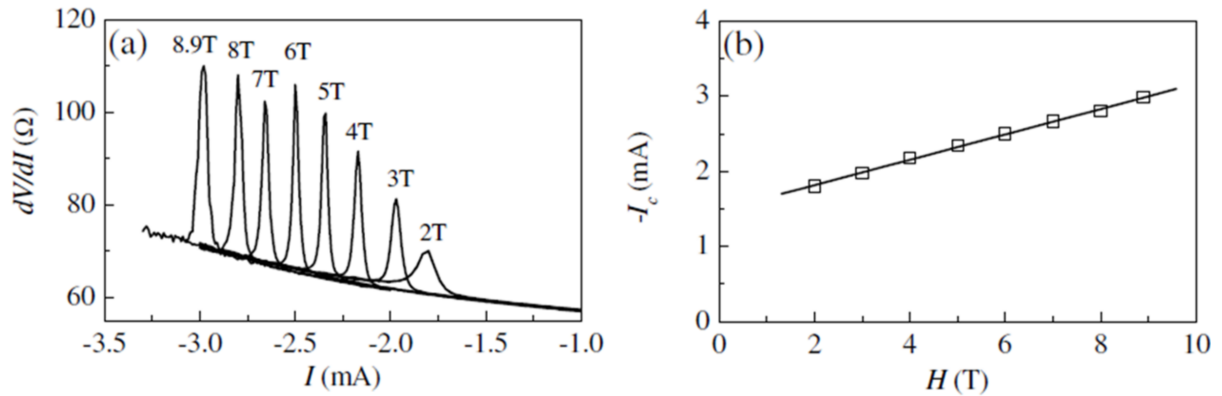 (a)
120
100
80
60
dV/dI (Ω)
8.9T
8T
7T
6T
5T
4T
3T
2T
-3.5 -3.0 -2.5 -2.0 -1.5 -1.0
I (mA)
(b)
4
3
2
1
0
-I_c (mA)
2 4 6 8 10
H (T)